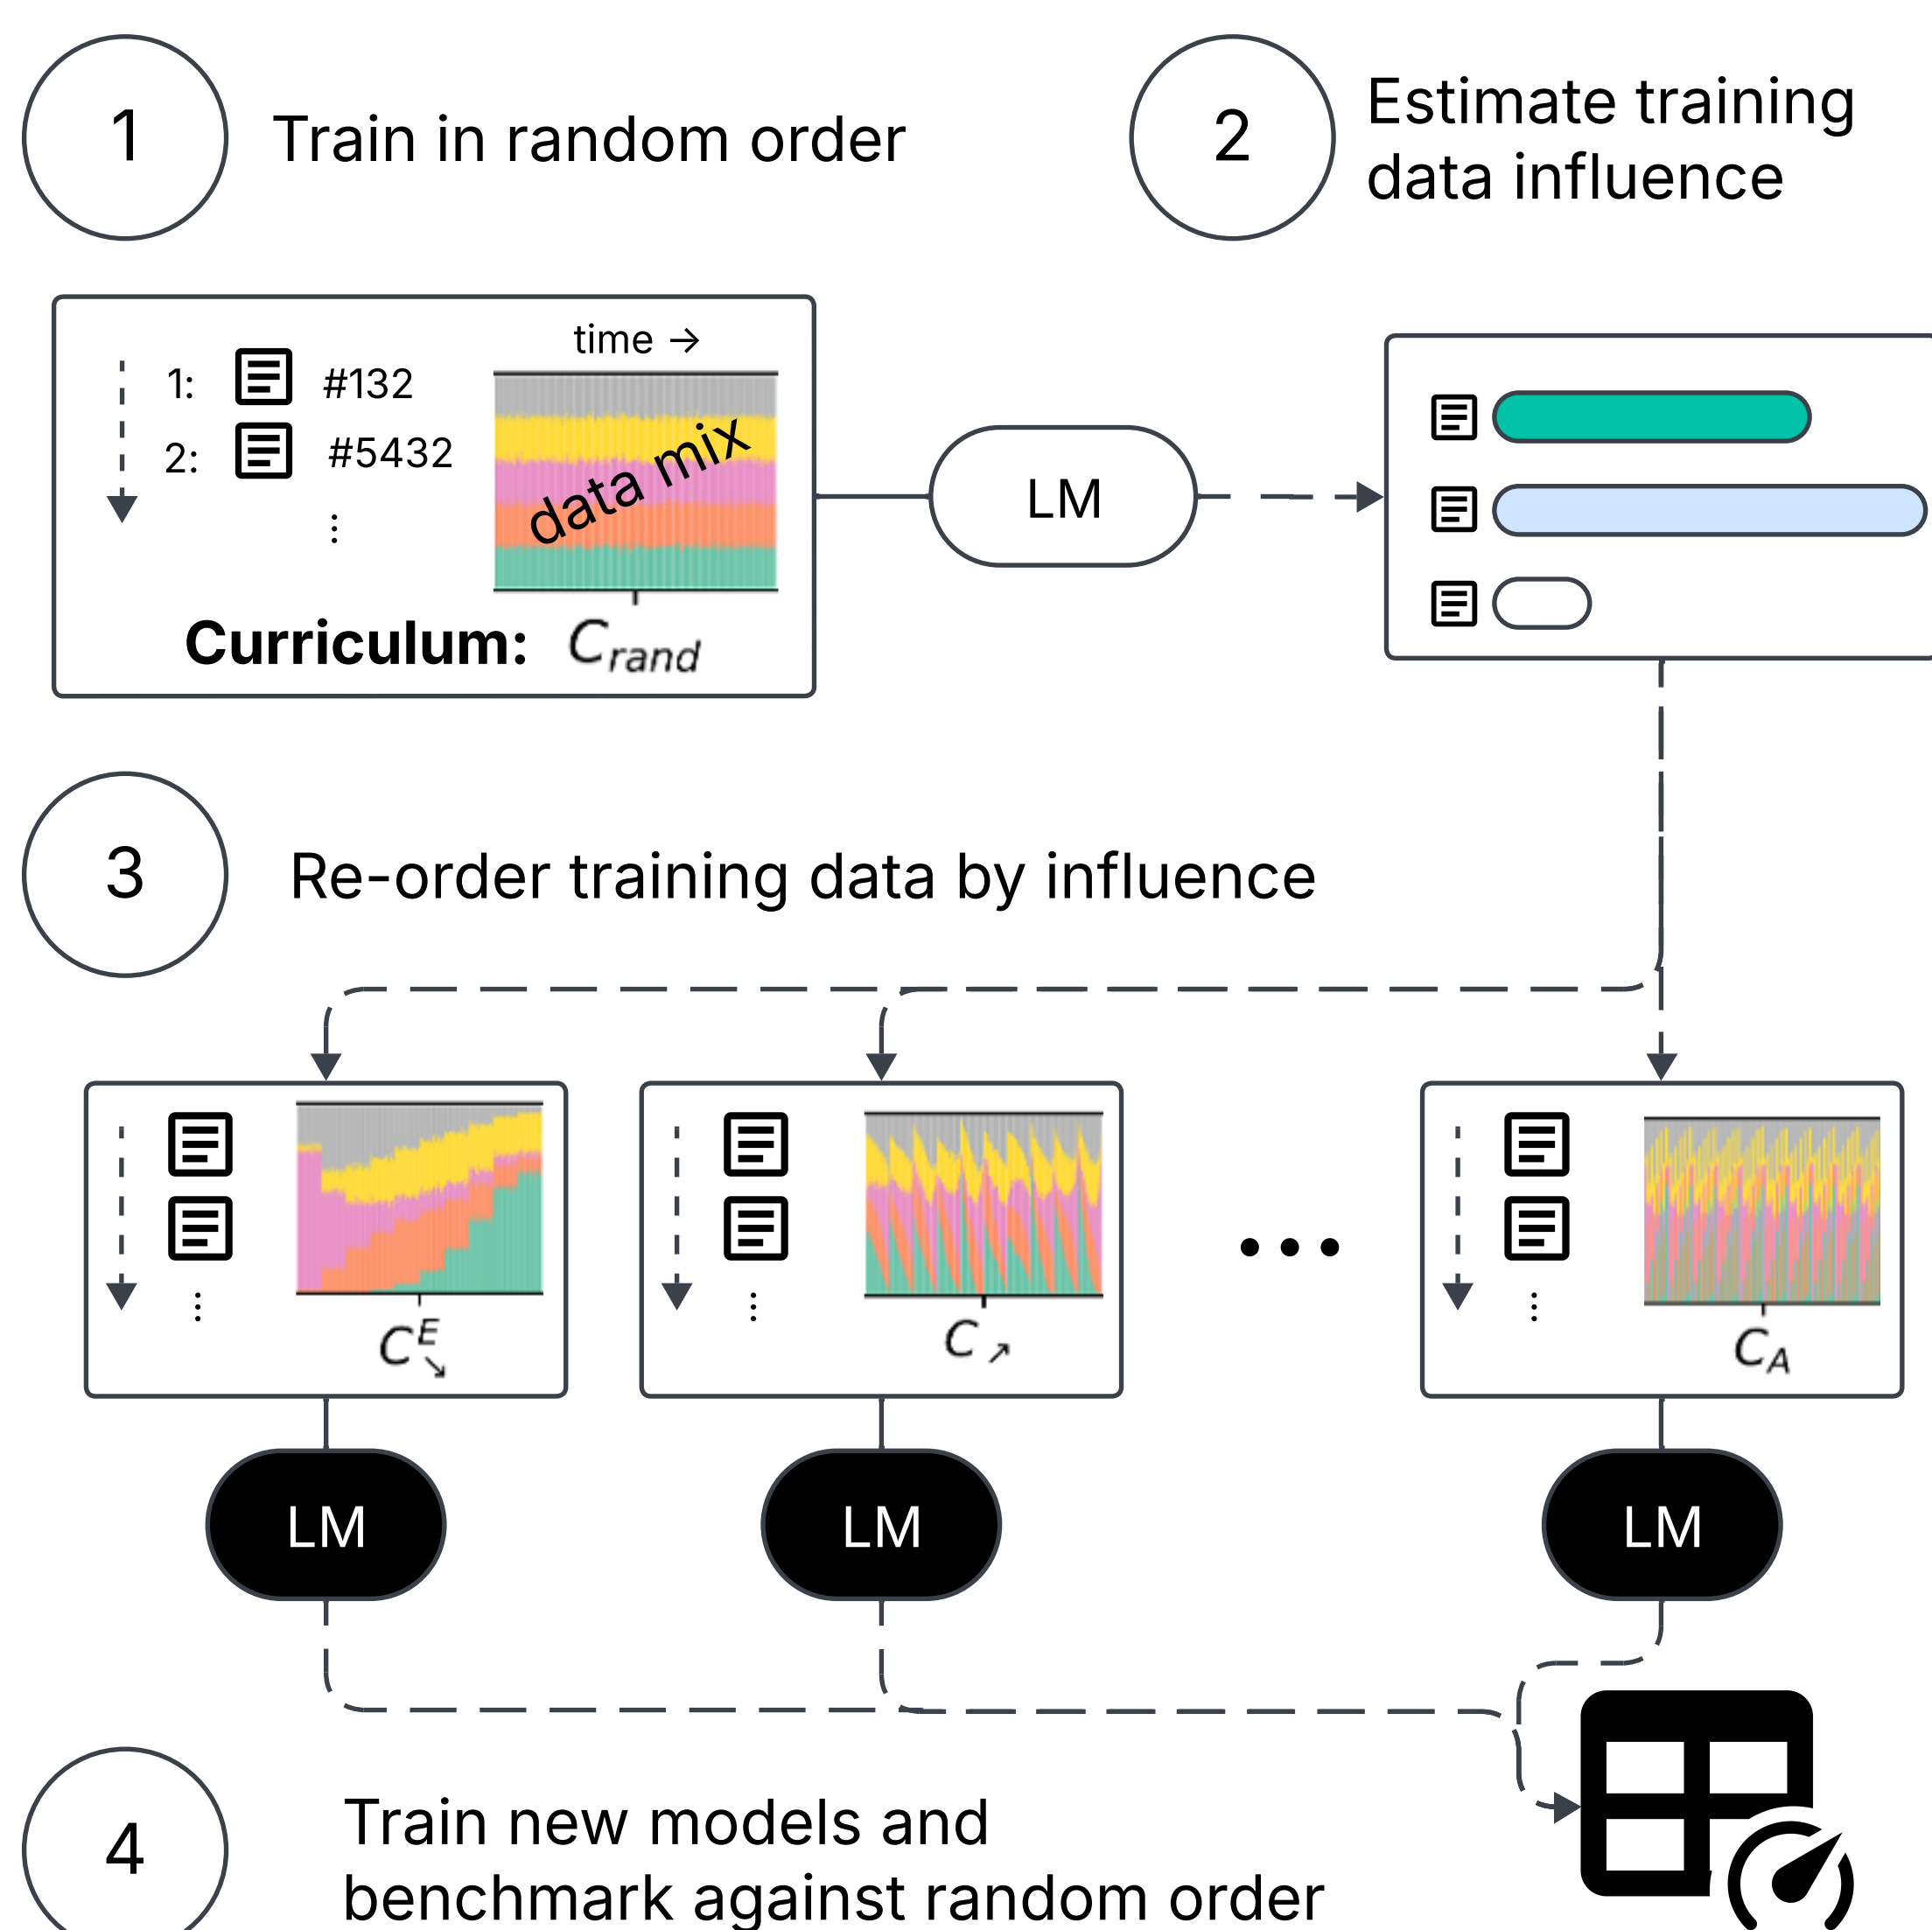 1
Train in random order
2
Estimate training
data influence
time →
1: #132
2: #5432
⋮
data mix
Curriculum: C_rand
LM
3
Re-order training data by influence
⋮
C^E_↘
⋮
C_↗
...
⋮
C_A
LM
LM
LM
4
Train new models and
benchmark against random order